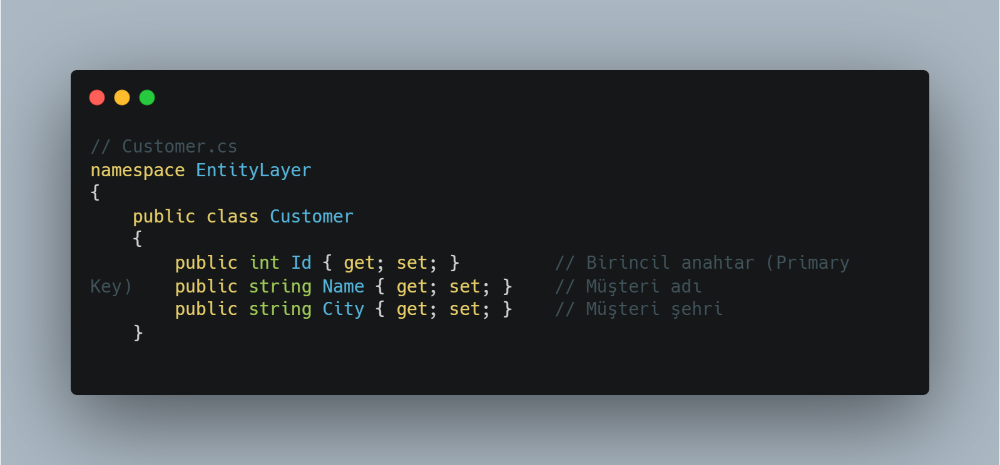 // Customer.cs
namespace EntityLayer
{
    public class Customer
    {
        public int Id { get; set; }         // Birincil anahtar (Primary
Key)    public string Name { get; set; }    // Müşteri adı
        public string City { get; set; }    // Müşteri şehri
    }